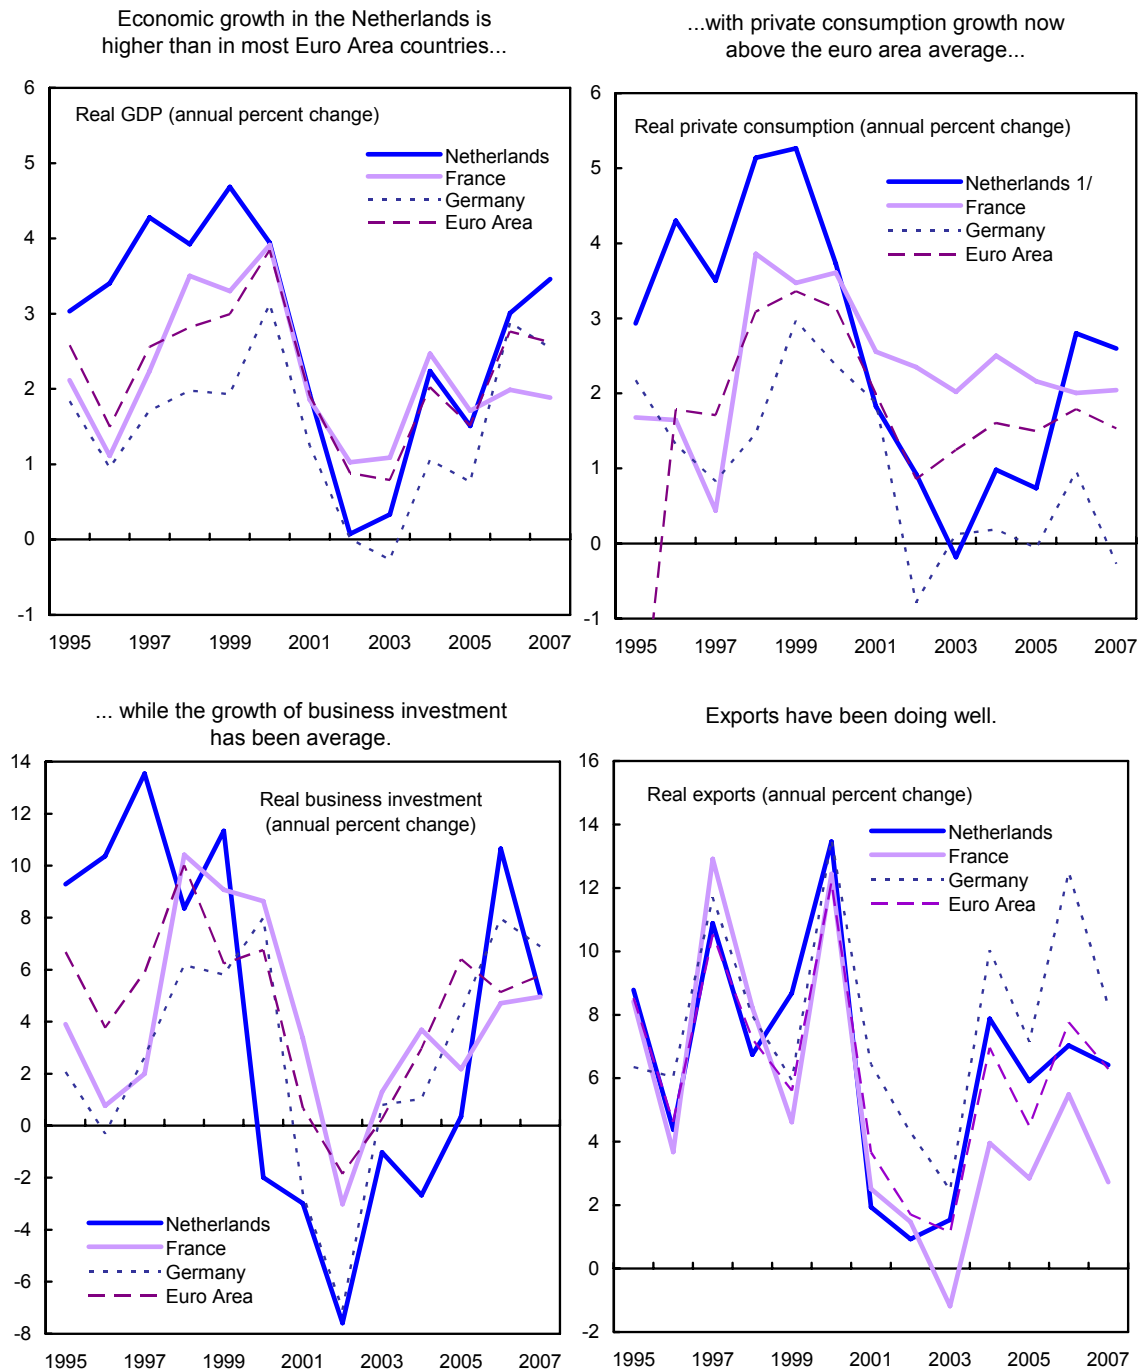 Economic growth in the Netherlands is
higher than in most Euro Area countries...
6
5
4
3
2
1
0
-1
Real GDP (annual percent change)
Netherlands
France
Germany
Euro Area
1995 1997 1999 2001 2003 2005 2007
...with private consumption growth now
above the euro area average...
6
5
4
3
2
1
0
-1
Real private consumption (annual percent change)
Netherlands 1/
France
Germany
Euro Area
1995 1997 1999 2001 2003 2005 2007
... while the growth of business investment
has been average.
14
12
10
8
6
4
2
0
-2
-4
-6
-8
Real business investment
(annual percent change)
Netherlands
France
Germany
Euro Area
1995 1997 1999 2001 2003 2005 2007
Exports have been doing well.
16
14
12
10
8
6
4
2
0
-2
Real exports (annual percent change)
Netherlands
France
Germany
Euro Area
1995 1997 1999 2001 2003 2005 2007